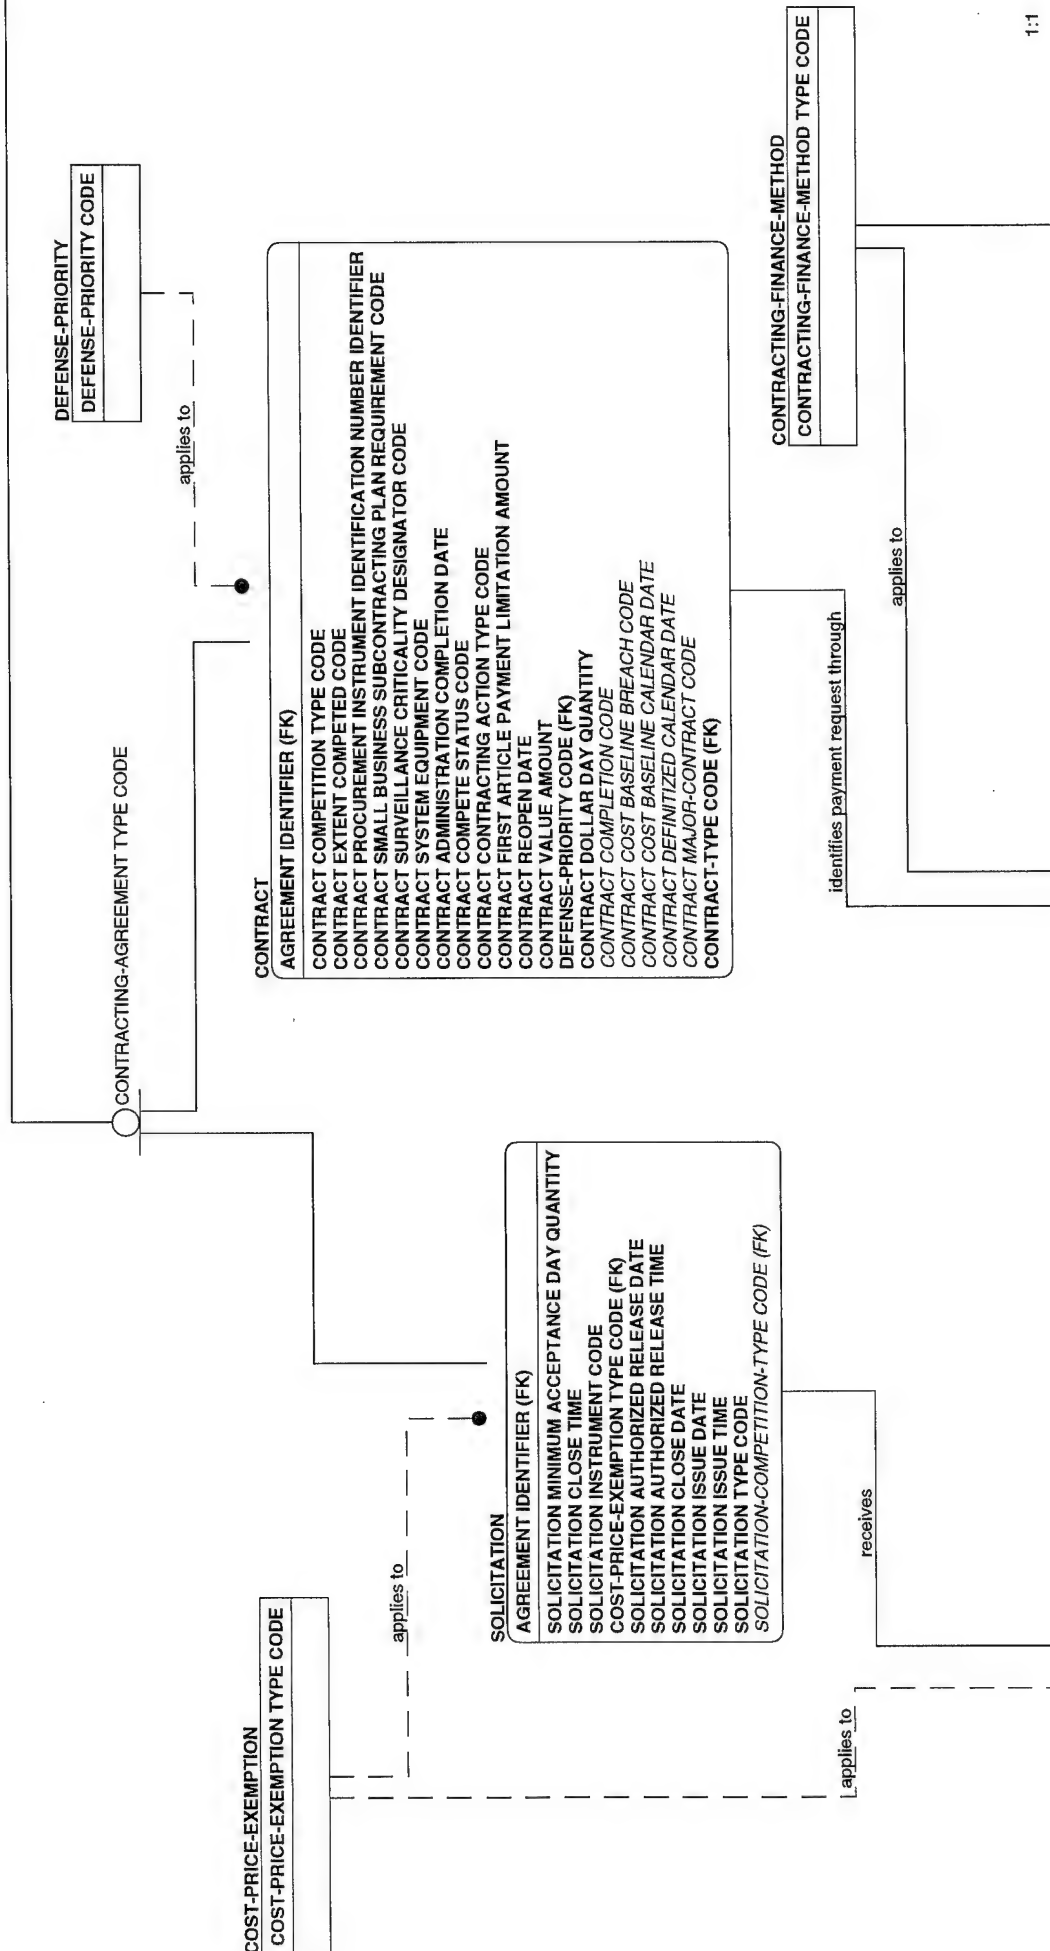 CONTRACTING-AGREEMENT TYPE CODE
DEFENSE-PRIORITY
DEFENSE-PRIORITY CODE
applies to
COST-PRICE-EXEMPTION
COST-PRICE-EXEMPTION TYPE CODE
applies to
applies to
CONTRACT
AGREEMENT IDENTIFIER (FK)
CONTRACT COMPETITION TYPE CODE
CONTRACT EXTENT COMPETED CODE
CONTRACT PROCUREMENT INSTRUMENT IDENTIFICATION NUMBER IDENTIFIER
CONTRACT SMALL BUSINESS SUBCONTRACTING PLAN REQUIREMENT CODE
CONTRACT SURVEILLANCE CRITICALITY DESIGNATOR CODE
CONTRACT SYSTEM EQUIPMENT CODE
CONTRACT ADMINISTRATION COMPLETION DATE
CONTRACT COMPETE STATUS CODE
CONTRACT CONTRACTING ACTION TYPE CODE
CONTRACT FIRST ARTICLE PAYMENT LIMITATION AMOUNT
CONTRACT REOPEN DATE
CONTRACT VALUE AMOUNT
DEFENSE-PRIORITY CODE (FK)
CONTRACT DOLLAR DAY QUANTITY
CONTRACT COMPLETION CODE
CONTRACT COST BASELINE BREACH CODE
CONTRACT COST BASELINE CALENDAR DATE
CONTRACT DEFINITIZED CALENDAR DATE
CONTRACT MAJOR-CONTRACT CODE
CONTRACT-TYPE CODE (FK)
SOLICITATION
AGREEMENT IDENTIFIER (FK)
SOLICITATION MINIMUM ACCEPTANCE DAY QUANTITY
SOLICITATION CLOSE TIME
SOLICITATION INSTRUMENT CODE
COST-PRICE-EXEMPTION TYPE CODE (FK)
SOLICITATION AUTHORIZED RELEASE DATE
SOLICITATION AUTHORIZED RELEASE TIME
SOLICITATION CLOSE DATE
SOLICITATION ISSUE DATE
SOLICITATION ISSUE TIME
SOLICITATION TYPE CODE
SOLICITATION-COMPETITION-TYPE CODE (FK)
receives
identifies payment request through
CONTRACTING-FINANCE-METHOD
CONTRACTING-FINANCE-METHOD TYPE CODE
applies to
1:1